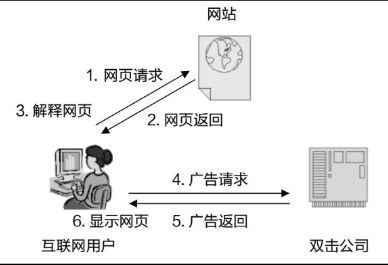 网站
1. 网页请求
3. 解释网页
2. 网页返回
4. 广告请求
6. 显示网页
5. 广告返回
互联网用户
双击公司